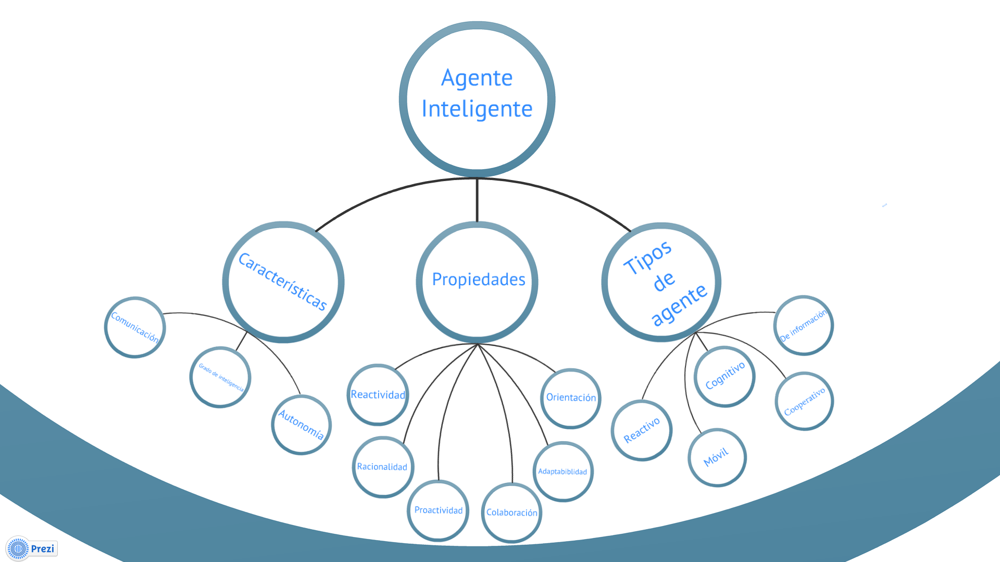 Agente
Inteligente
Características
Propiedades
Tipos
de
agente
Comunicación
Grado de inteligencia
Autonomía
Reactividad
Racionalidad
Proactividad
Colaboración
Adaptabiblidad
Orientación
Reactivo
Móvil
Cognitivo
Cooperativo
De información
Prezi